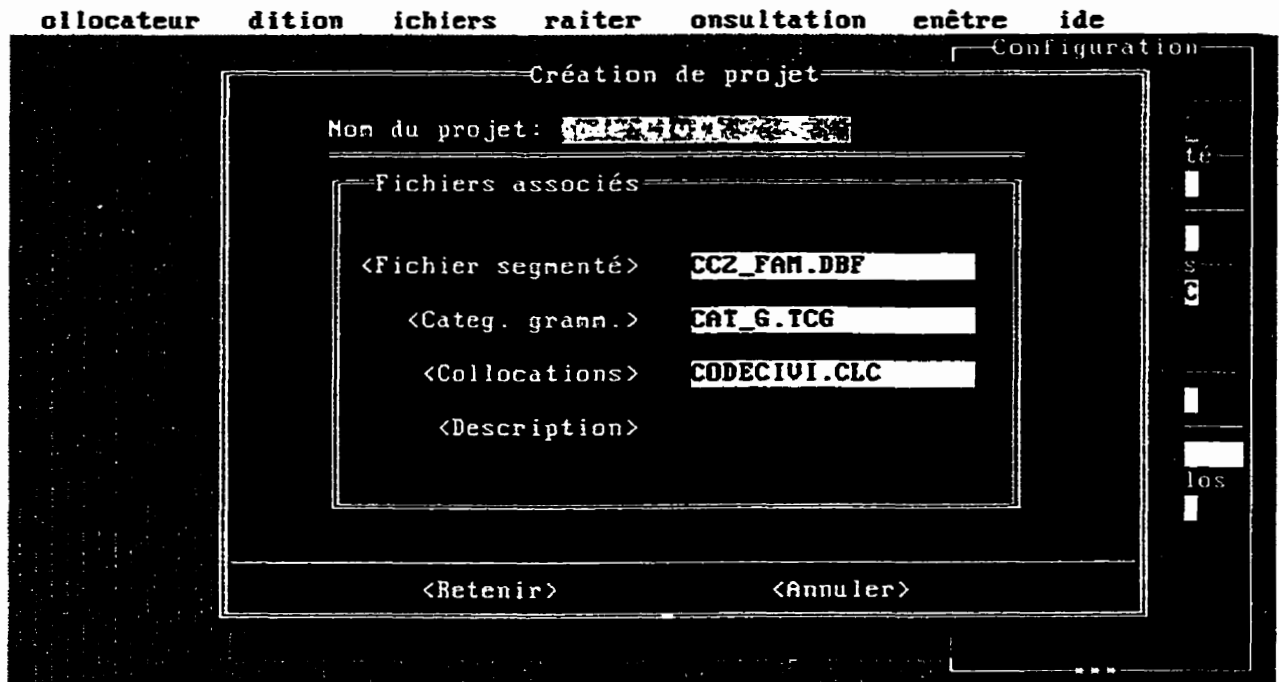 ollocateur dition ichiers raiter onsultation enêtre ide
Configuration
Création de projet
Nom du projet:
té
Fichiers associés
<Fichier segmenté> CCZ_FAM.DBF
s
C
<Categ. gramm.> CAT_G.TCG
<Collocations> CODECIVI.CLC
<Description>
los
<Retenir> <Annuler>